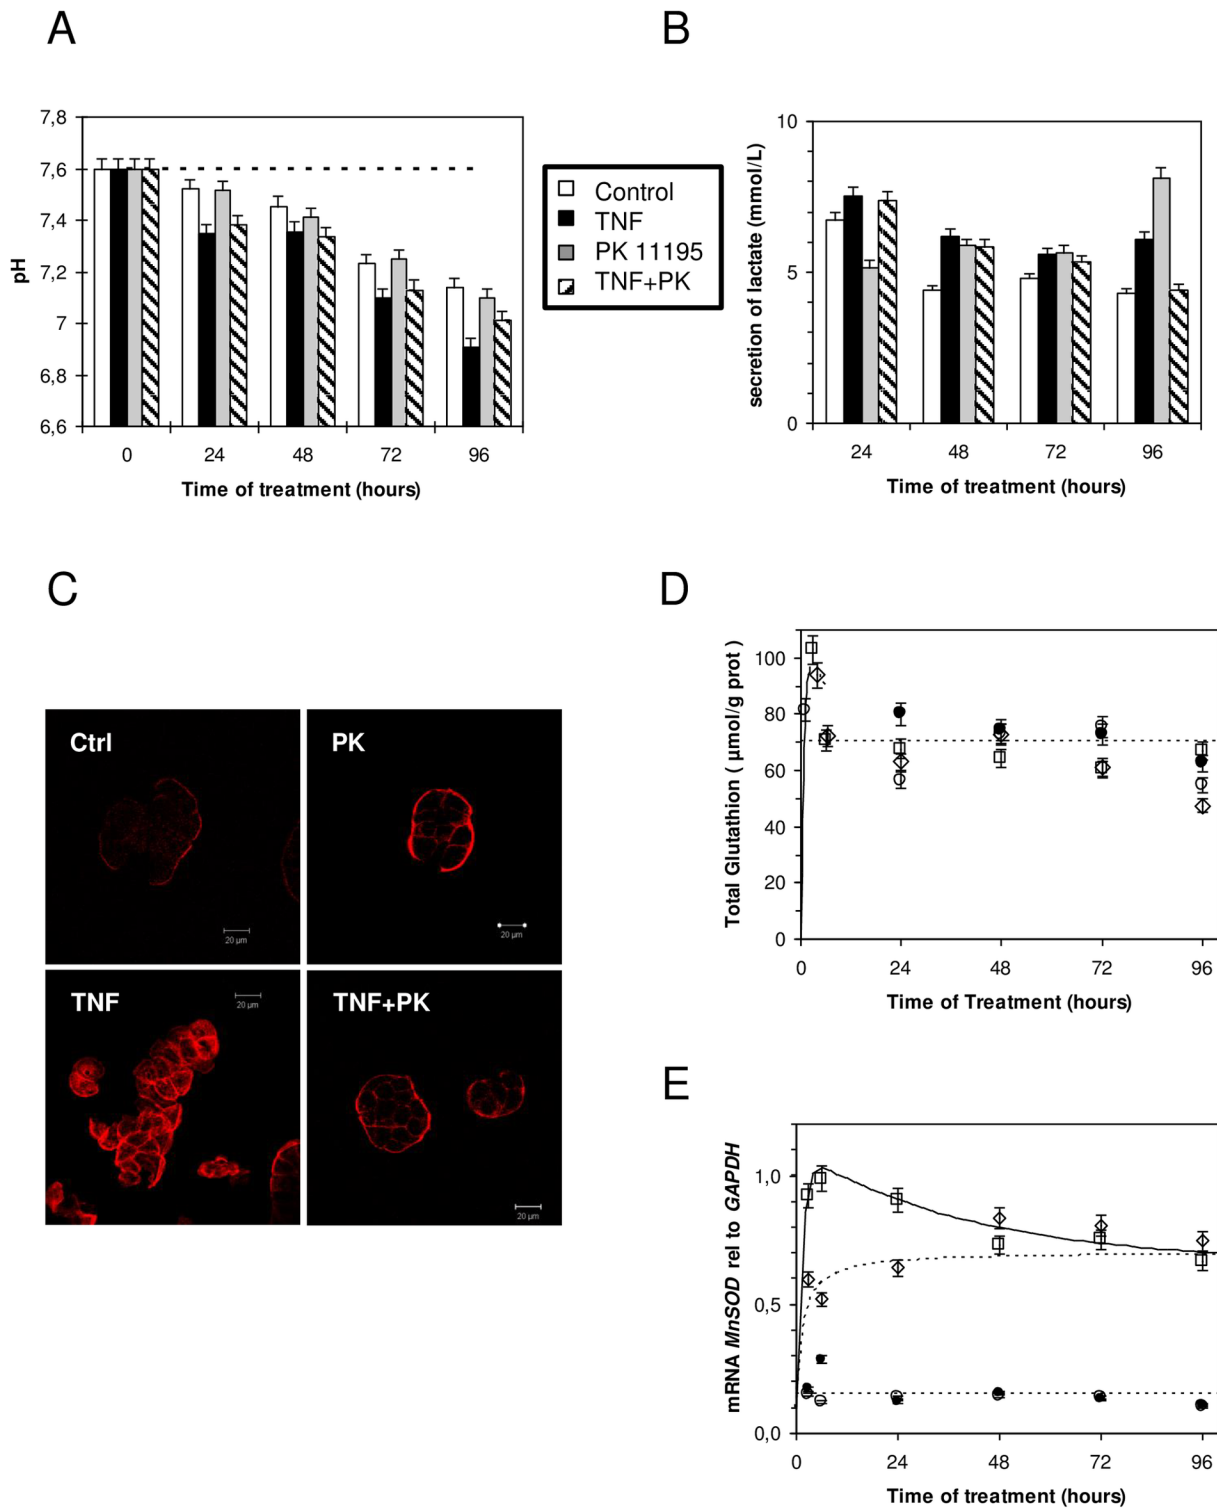 A
B
7,8
7,6
7,4
7,2
7
6,8
6,6
pH
0
24
48
72
96
Time of treatment (hours)
Control
TNF
PK 11195
TNF+PK
10
5
0
secretion of lactate (mmol/L)
24
48
72
96
Time of treatment (hours)
C
D
Ctrl
20 µm
PK
20 µm
TNF
20 µm
TNF+PK
20 µm
100
80
60
40
20
0
Total Glutathion ( µmol/g prot)
0
24
48
72
96
Time of Treatment (hours)
E
1,0
0,5
0,0
mRNA MnSOD rel to GAPDH
0
24
48
72
96
Time of treatment (hours)